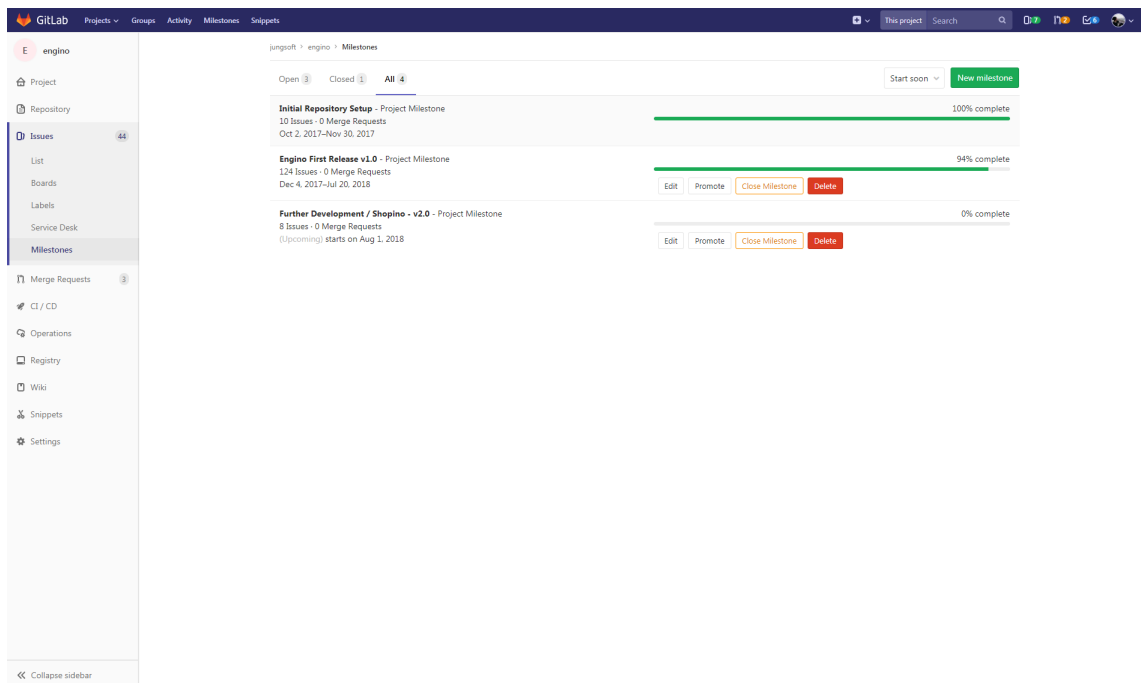 GitLab Projects Groups Activity Milestones Snippets This project Search 7 2 6
E engino
Project
Repository
Issues 44
List
Boards
Labels
Service Desk
Milestones
Merge Requests 3
CI / CD
Operations
Registry
Wiki
Snippets
Settings
Collapse sidebar
jungsoft › engino › Milestones
Open 3 Closed 1 All 4 Start soon New milestone
Initial Repository Setup - Project Milestone 100% complete
10 Issues · 0 Merge Requests
Oct 2, 2017–Nov 30, 2017
Engino First Release v1.0 - Project Milestone 94% complete
124 Issues · 0 Merge Requests
Dec 4, 2017–Jul 20, 2018 Edit Promote Close Milestone Delete
Further Development / Shopino - v2.0 - Project Milestone 0% complete
8 Issues · 0 Merge Requests
(Upcoming) starts on Aug 1, 2018 Edit Promote Close Milestone Delete